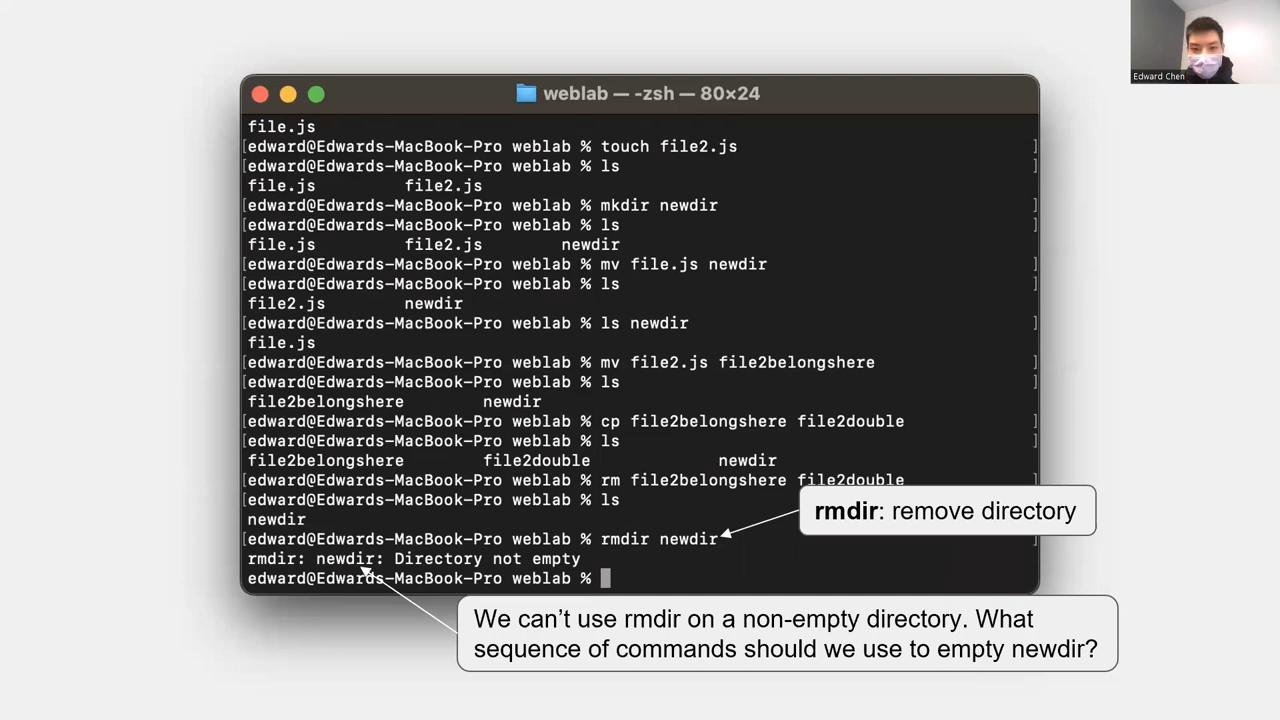 Edward Chen
weblab — -zsh — 80×24
file.js
[edward@Edwards-MacBook-Pro weblab % touch file2.js ]
[edward@Edwards-MacBook-Pro weblab % ls ]
file.js file2.js
[edward@Edwards-MacBook-Pro weblab % mkdir newdir ]
[edward@Edwards-MacBook-Pro weblab % ls ]
file.js file2.js newdir
[edward@Edwards-MacBook-Pro weblab % mv file.js newdir ]
[edward@Edwards-MacBook-Pro weblab % ls ]
file2.js newdir
[edward@Edwards-MacBook-Pro weblab % ls newdir ]
file.js
[edward@Edwards-MacBook-Pro weblab % mv file2.js file2belongshere ]
[edward@Edwards-MacBook-Pro weblab % ls ]
file2belongshere newdir
[edward@Edwards-MacBook-Pro weblab % cp file2belongshere file2double ]
[edward@Edwards-MacBook-Pro weblab % ls ]
file2belongshere file2double newdir
[edward@Edwards-MacBook-Pro weblab % rm file2belongshere file2double
[edward@Edwards-MacBook-Pro weblab % ls
newdir
[edward@Edwards-MacBook-Pro weblab % rmdir newdir
rmdir: newdir: Directory not empty
edward@Edwards-MacBook-Pro weblab %
rmdir: remove directory
We can’t use rmdir on a non-empty directory. What
sequence of commands should we use to empty newdir?